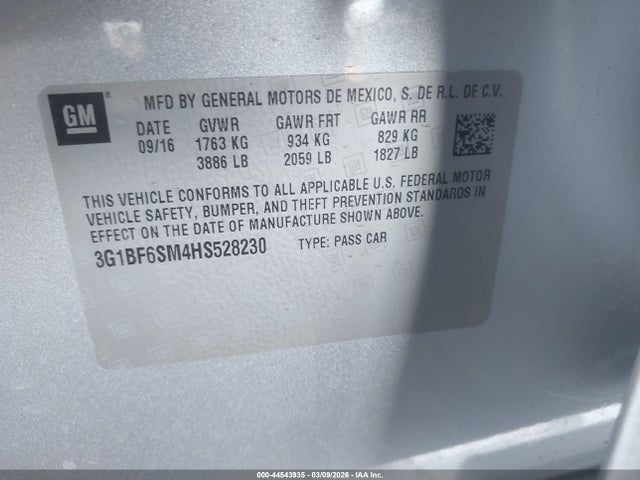 GM ®
MFD BY GENERAL MOTORS DE MEXICO, S. DE R.L. DE C.V.
DATE GVWR GAWR FRT GAWR RR
09/16 1763 KG 934 KG 829 KG
3886 LB 2059 LB 1827 LB
THIS VEHICLE CONFORMS TO ALL APPLICABLE U.S. FEDERAL MOTOR
VEHICLE SAFETY, BUMPER, AND THEFT PREVENTION STANDARDS IN
EFFECT ON THE DATE OF MANUFACTURE SHOWN ABOVE.
3G1BF6SM4HS528230 TYPE: PASS CAR
000-44543935 - 03/09/2026 - IAA Inc.